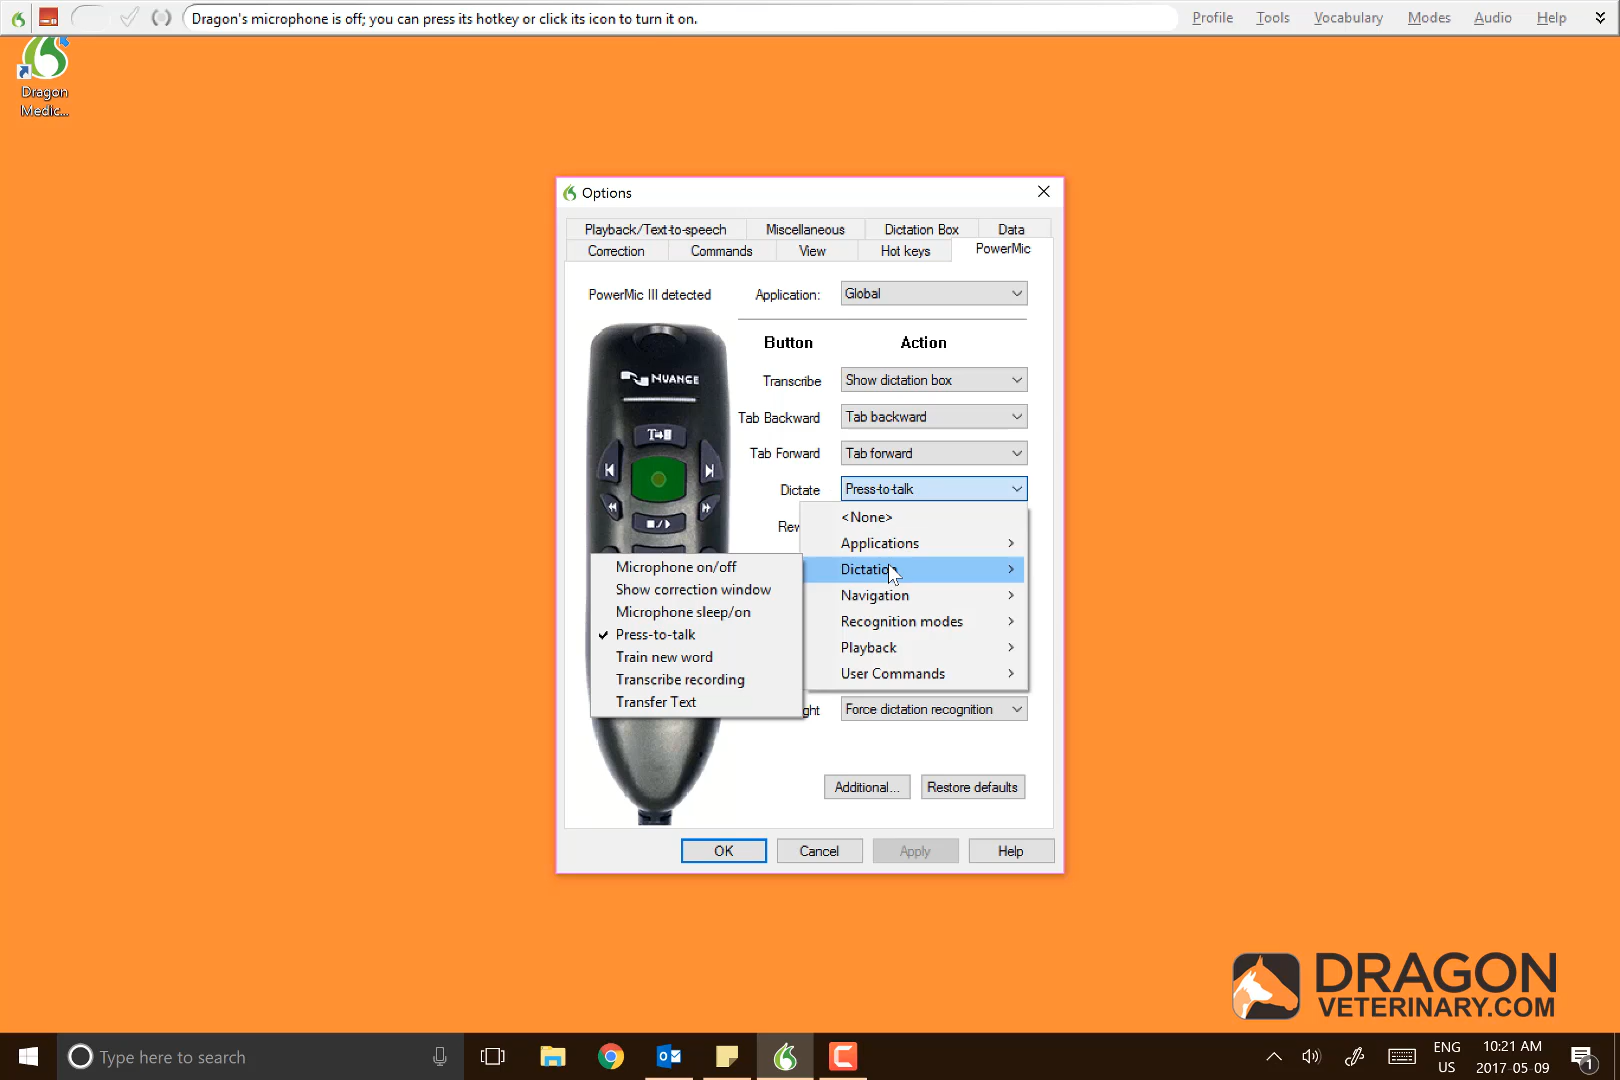 Dragon's microphone is off; you can press its hotkey or click its icon to turn it on.
Profile Tools Vocabulary Modes Audio Help
Dragon
Medic...
Options
Playback/Text-to-speech Miscellaneous Dictation Box Data
Correction Commands View Hot keys PowerMic
PowerMic III detected Application: Global
Button Action
NUANCE
Transcribe Show dictation box
Tab Backward Tab backward
Tab Forward Tab forward
Dictate Press-to-talk
<None>
Applications
Dictation
Navigation
Recognition modes
Playback
User Commands
Microphone on/off
Show correction window
Microphone sleep/on
Press-to-talk
Train new word
Transcribe recording
Transfer Text
Force dictation recognition
Additional... Restore defaults
OK Cancel Apply Help
DRAGON
VETERINARY.COM
Type here to search
ENG
US
10:21 AM
2017-05-09
1